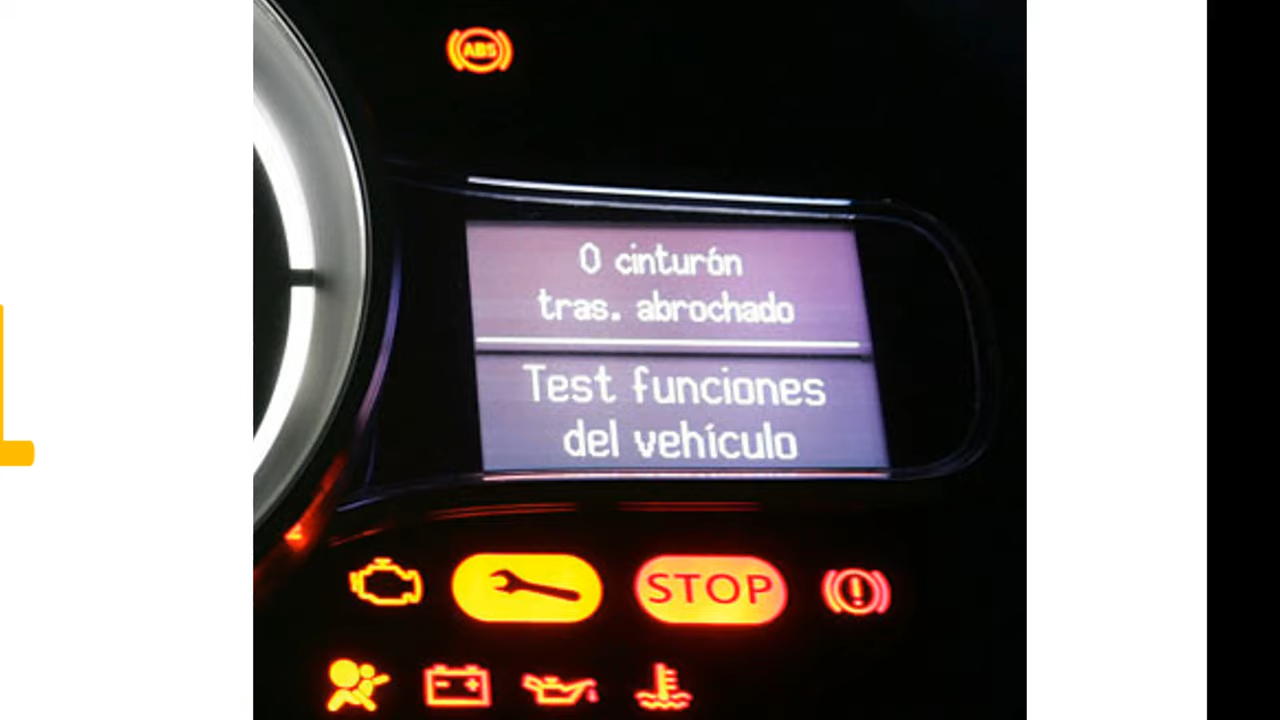 ABS
0 cinturón
tras. abrochado
Test funciones
del vehículo
STOP